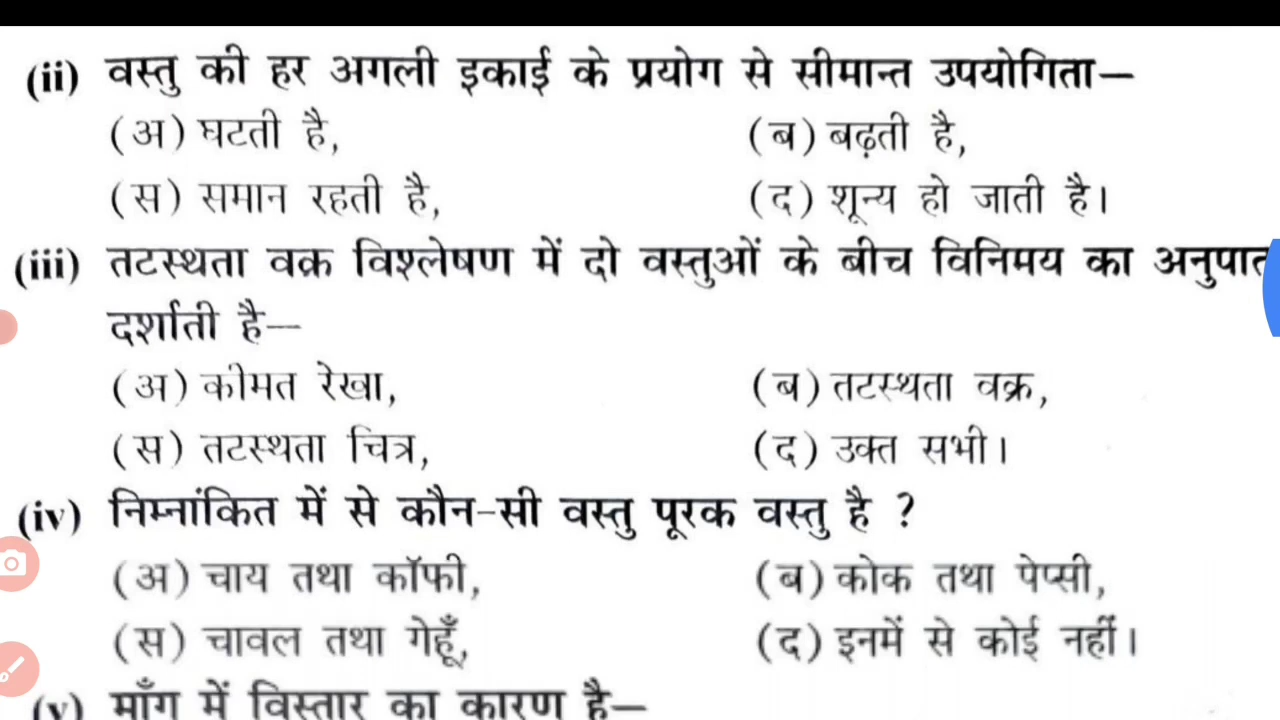 (ii) वस्तु की हर अगली इकाई के प्रयोग से सीमान्त उपयोगिता—
(अ) घटती है, (ब) बढ़ती है,
(स) समान रहती है, (द) शून्य हो जाती है।
(iii) तटस्थता वक्र विश्लेषण में दो वस्तुओं के बीच विनिमय का अनुपात
दर्शाती है—
(अ) कीमत रेखा, (ब) तटस्थता वक्र,
(स) तटस्थता चित्र, (द) उक्त सभी।
(iv) निम्नांकित में से कौन-सी वस्तु पूरक वस्तु है ?
(अ) चाय तथा कॉफी, (ब) कोक तथा पेप्सी,
(स) चावल तथा गेहूँ, (द) इनमें से कोई नहीं।
(v) माँग में विस्तार का कारण है—